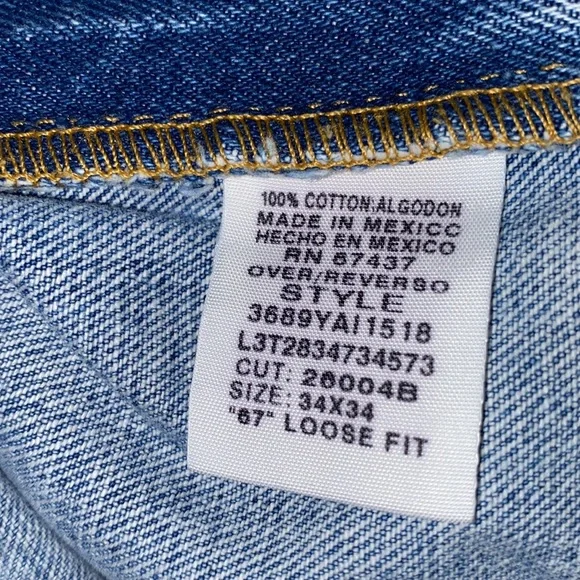 100% COTTON:ALGODON
MADE IN MEXICO
HECHO EN MEXICO
RN 67437
OVER/REVERSO
STYLE
3689YAI1518
L3T2834734573
CUT: 26004B
SIZE: 34X34
"67" LOOSE FIT